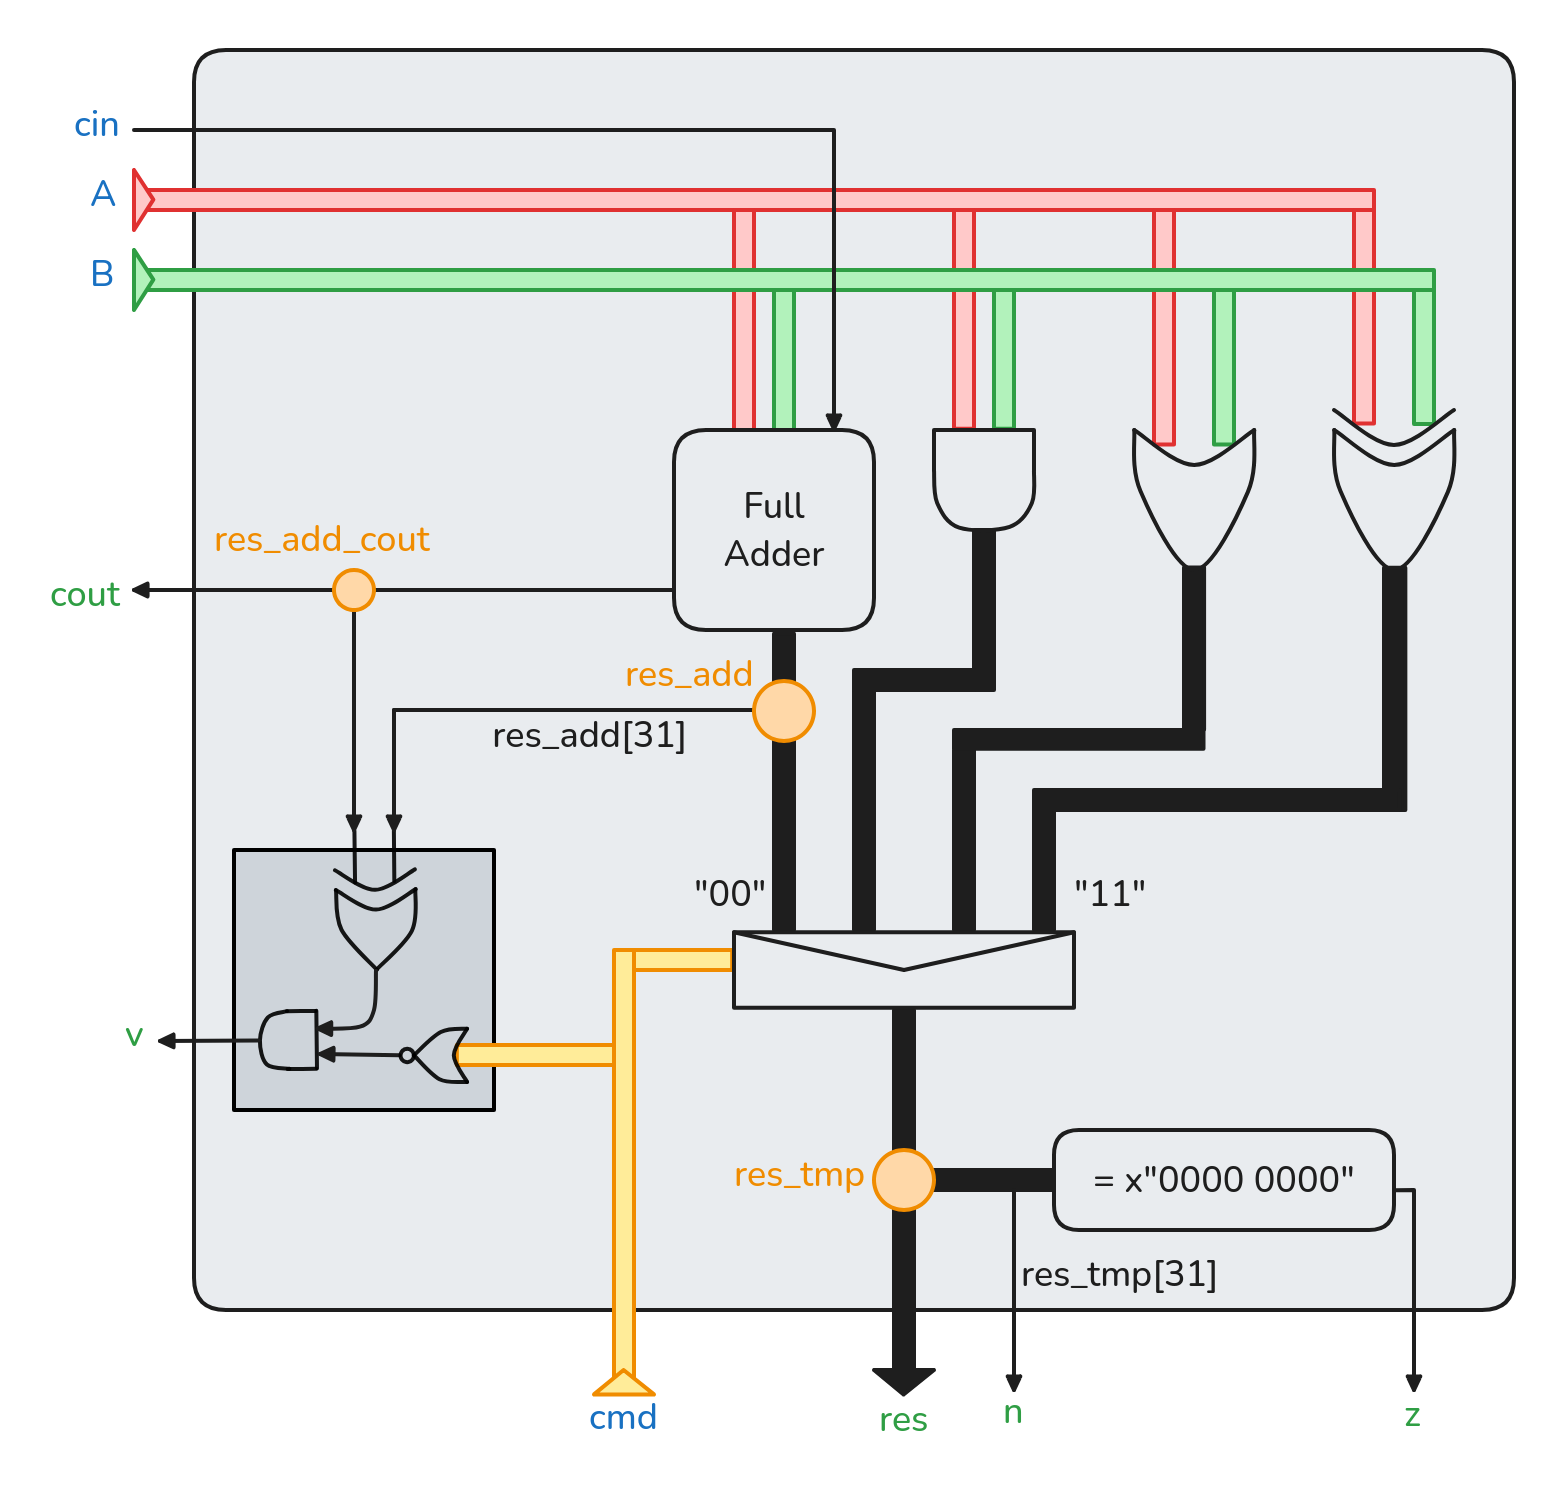 cin
A
B
Full
Adder
res_add_cout
cout
res_add
res_add[31]
"00"
"11"
v
res_tmp
= x"0000 0000"
res_tmp[31]
cmd
res
n
z